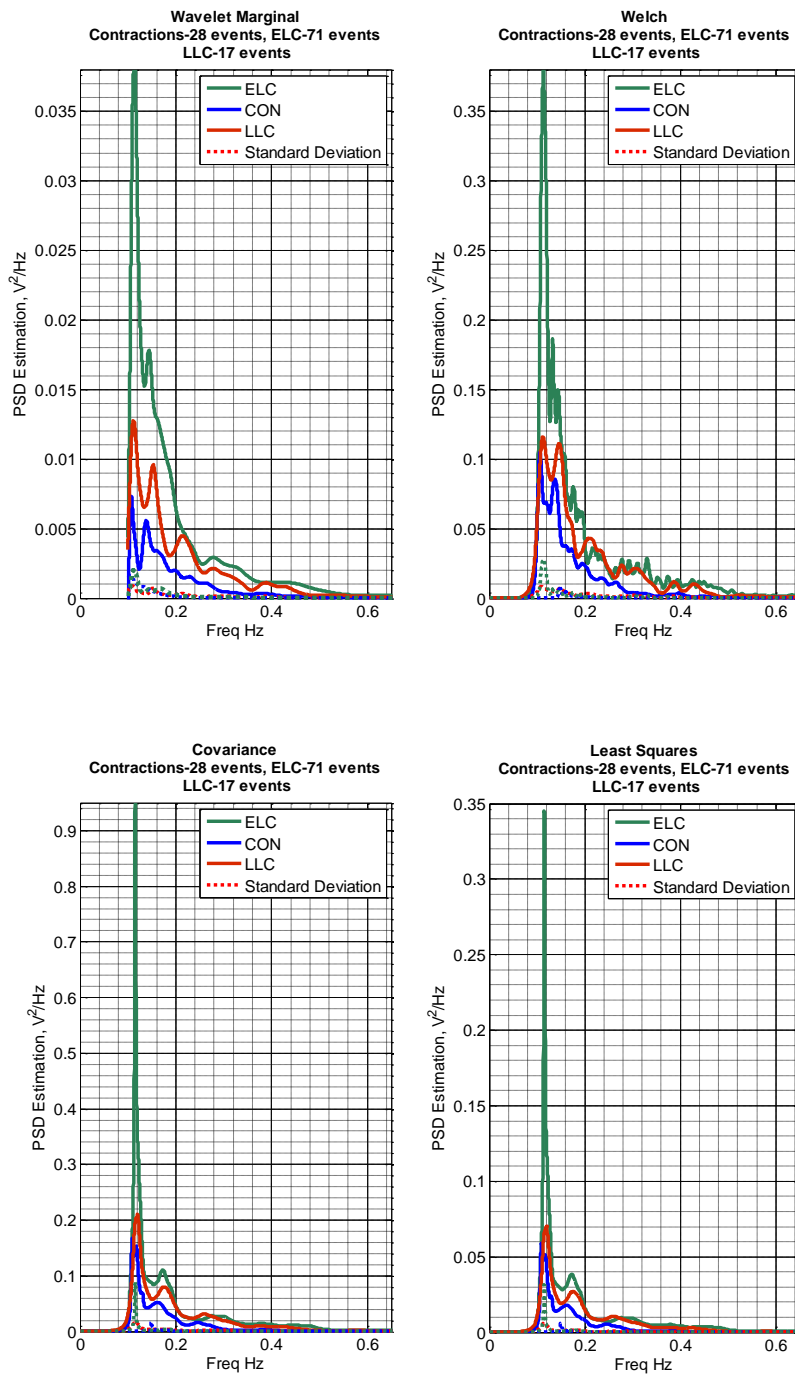 Wavelet Marginal
Contractions-28 events, ELC-71 events
LLC-17 events
ELC
CON
LLC
Standard Deviation
0.035
0.03
0.025
0.02
0.015
0.01
0.005
0
PSD Estimation, V²/Hz
0 0.2 0.4 0.6
Freq Hz
Welch
Contractions-28 events, ELC-71 events
LLC-17 events
ELC
CON
LLC
Standard Deviation
0.35
0.3
0.25
0.2
0.15
0.1
0.05
0
PSD Estimation, V²/Hz
0 0.2 0.4 0.6
Freq Hz
Covariance
Contractions-28 events, ELC-71 events
LLC-17 events
ELC
CON
LLC
Standard Deviation
0.9
0.8
0.7
0.6
0.5
0.4
0.3
0.2
0.1
0
PSD Estimation, V²/Hz
0 0.2 0.4 0.6
Freq Hz
Least Squares
Contractions-28 events, ELC-71 events
LLC-17 events
ELC
CON
LLC
Standard Deviation
0.35
0.3
0.25
0.2
0.15
0.1
0.05
0
PSD Estimation, V²/Hz
0 0.2 0.4 0.6
Freq Hz